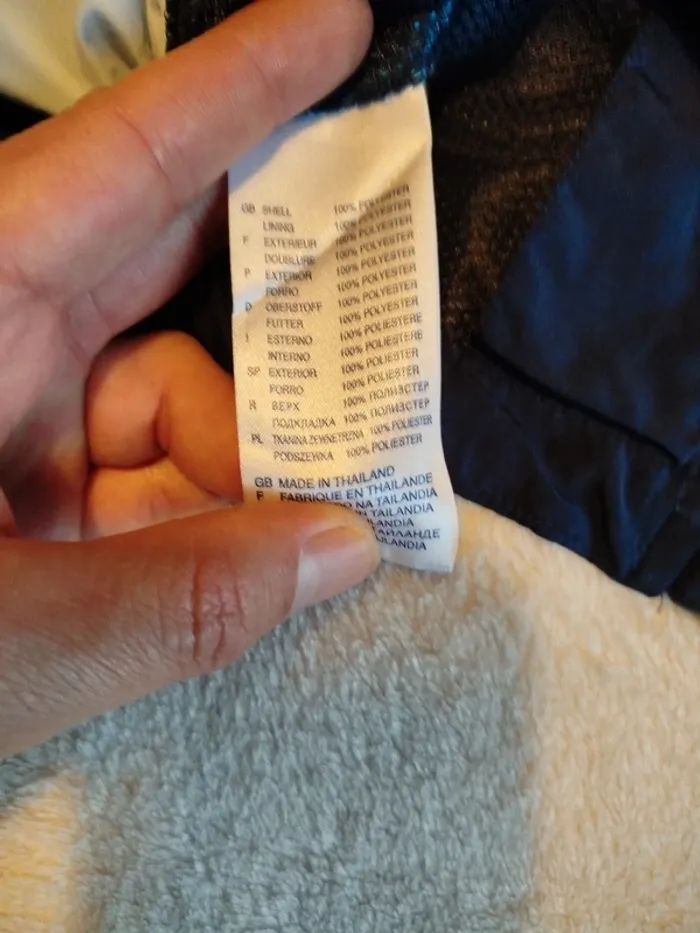 GB SHELL 100% POLYESTER
LINING 100% POLYESTER
F EXTERIEUR 100% POLYESTER
DOUBLURE 100% POLYESTER
P EXTERIOR 100% POLYESTER
FORRO 100% POLYESTER
D OBERSTOFF 100% POLYESTER
FUTTER 100% POLYESTER
I ESTERNO 100% POLIESTERE
INTERNO 100% POLIESTERE
SP EXTERIOR 100% POLIESTER
FORRO 100% POLIESTER
R ВЕРХ 100% ПОЛИЭСТЕР
ПОДКЛАДКА 100% ПОЛИЭСТЕР
PL TKANINA ZEWNETRZNA 100% POLIESTER
PODSZEWKA 100% POLIESTER
GB MADE IN THAILAND
F FABRIQUE EN THAILANDE
NA TAILANDIA
TAILANDIA